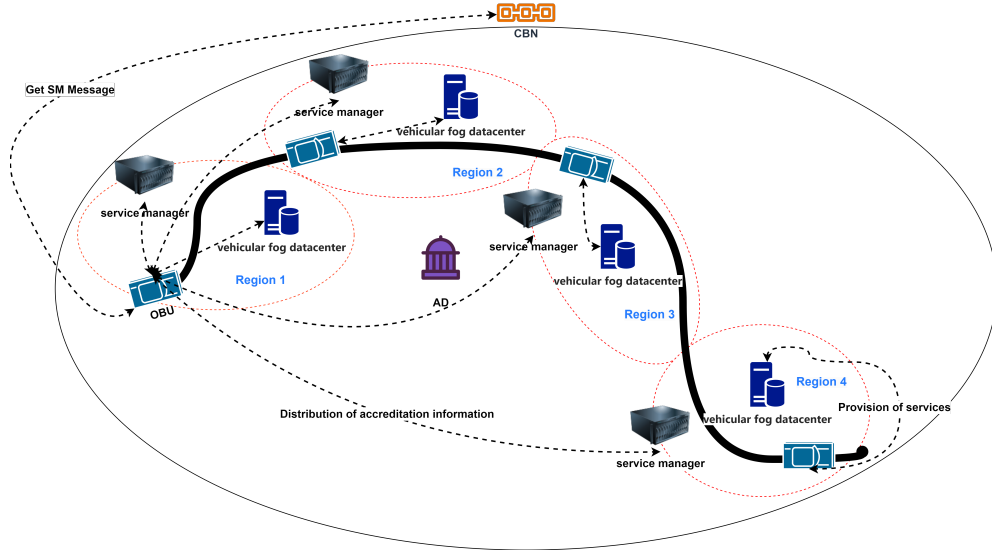 CBN
Get SM Message
service manager
vehicular fog datacenter
Region 2
service manager
vehicular fog datacenter
service manager
Region 1
vehicular fog datacenter
AD
OBU
Region 3
Region 4
Distribution of accreditation information
Provision of services
vehicular fog datacenter
service manager